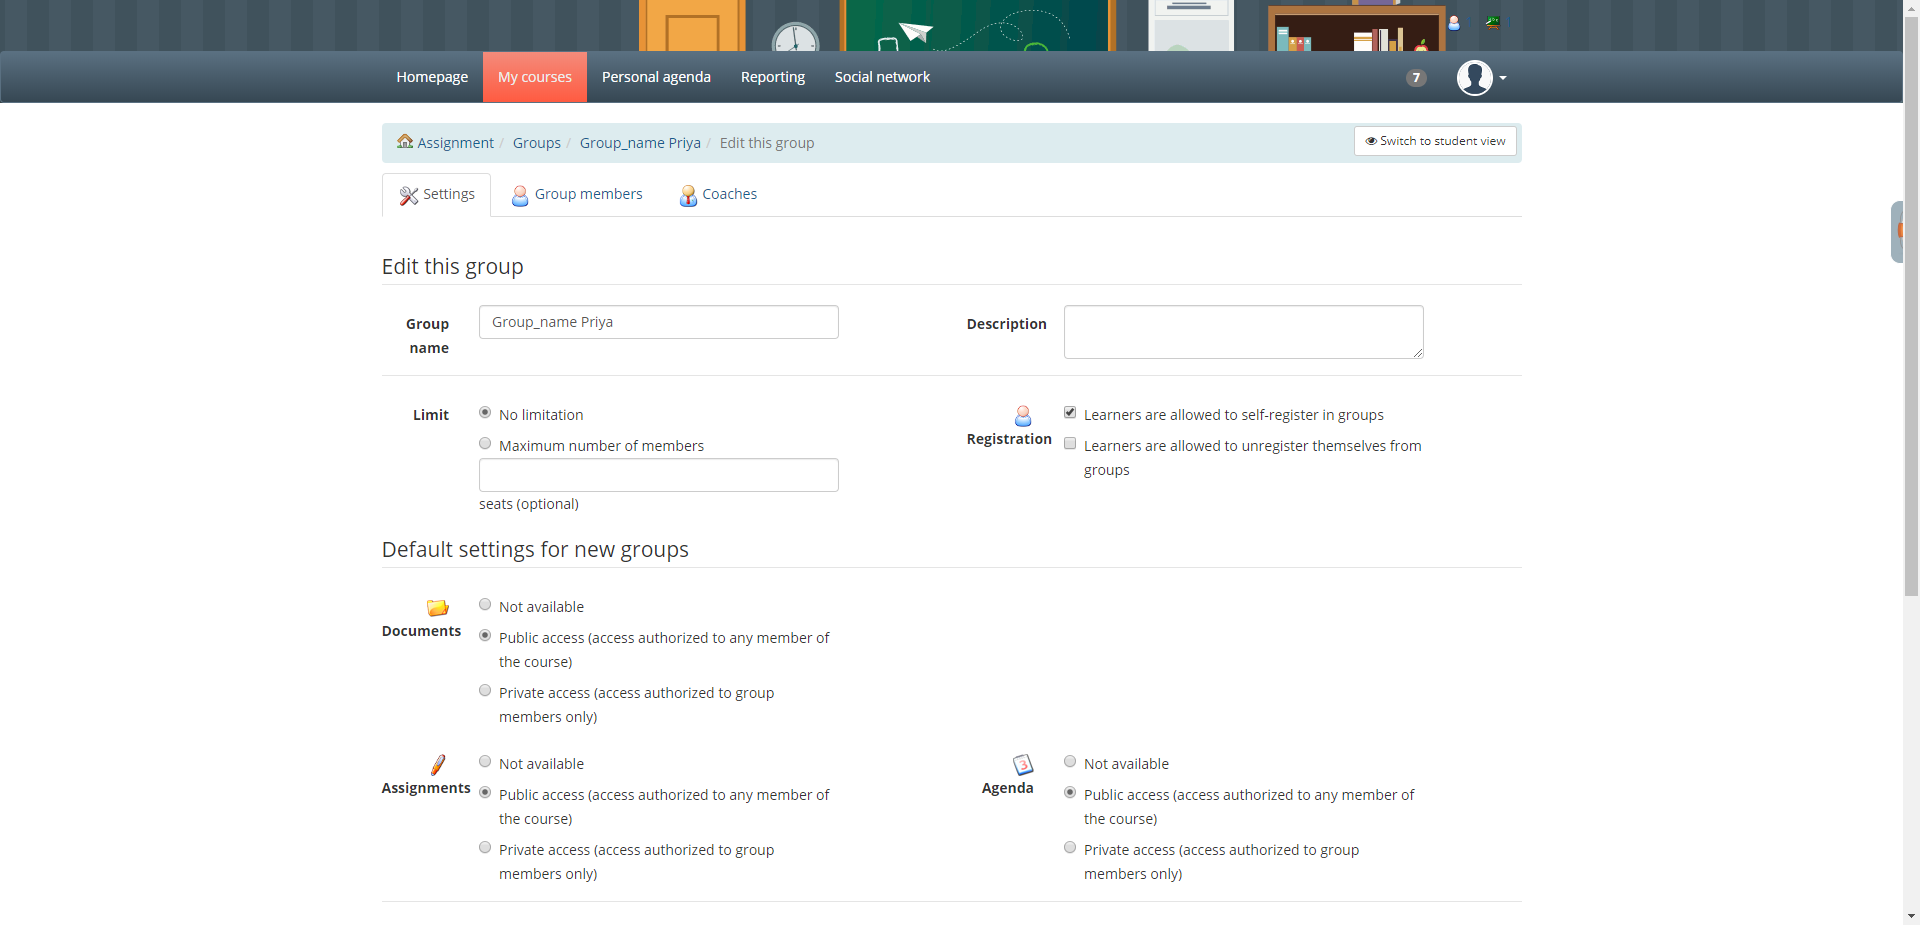 Homepage My courses Personal agenda Reporting Social network 7
Assignment / Groups / Group_name Priya / Edit this group Switch to student view
Settings Group members Coaches
Edit this group
Group name Group_name Priya Description
Limit No limitation
Maximum number of members
seats (optional)
Registration Learners are allowed to self-register in groups
Learners are allowed to unregister themselves from
groups
Default settings for new groups
Documents Not available
Public access (access authorized to any member of
the course)
Private access (access authorized to group
members only)
Assignments Not available
Public access (access authorized to any member of
the course)
Private access (access authorized to group
members only)
3
Agenda Not available
Public access (access authorized to any member of
the course)
Private access (access authorized to group
members only)